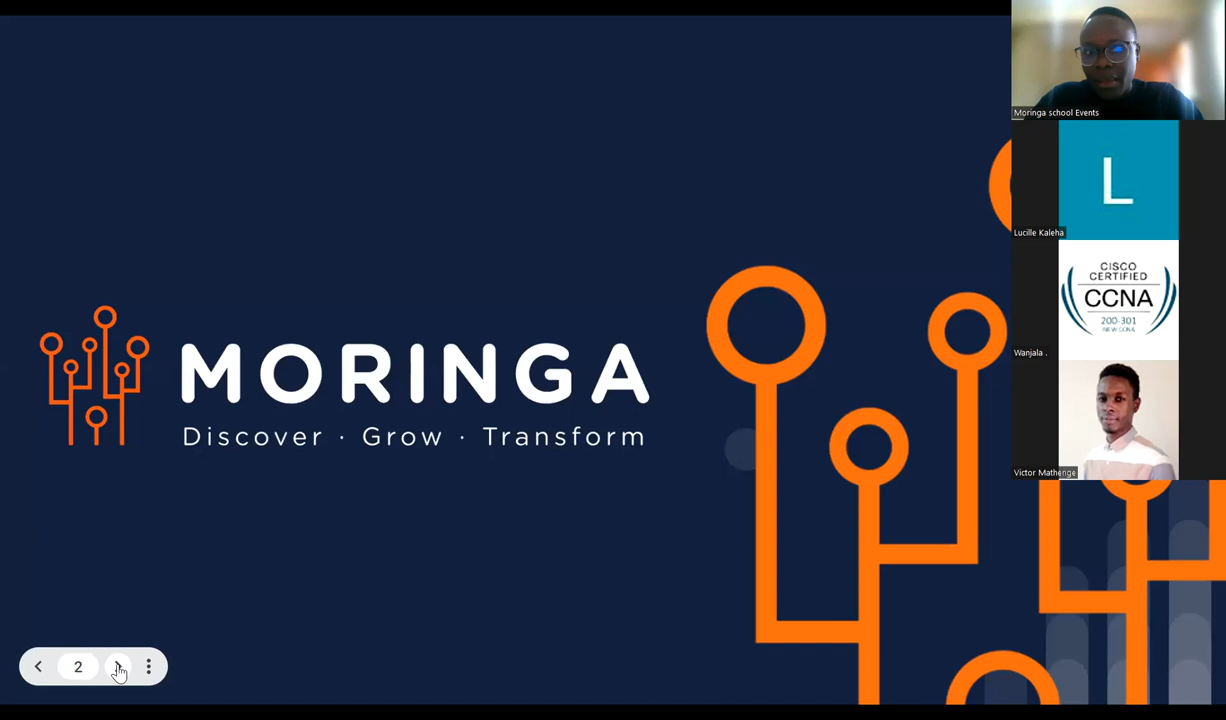 MORINGA
Discover · Grow · Transform
2
Moringa school Events
L
Lucille Kaleha
CISCO
CERTIFIED
CCNA
200-301
NEW CCNA
Wanjala .
Victor Mathenge